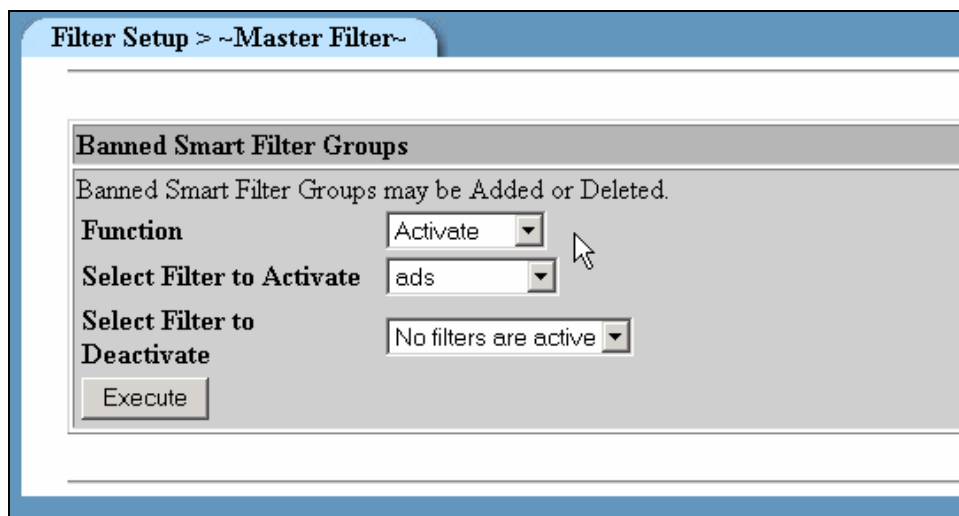 Filter Setup > ~Master Filter~
Banned Smart Filter Groups
Banned Smart Filter Groups may be Added or Deleted.
Function Activate
Select Filter to Activate ads
Select Filter to
Deactivate
No filters are active
Execute